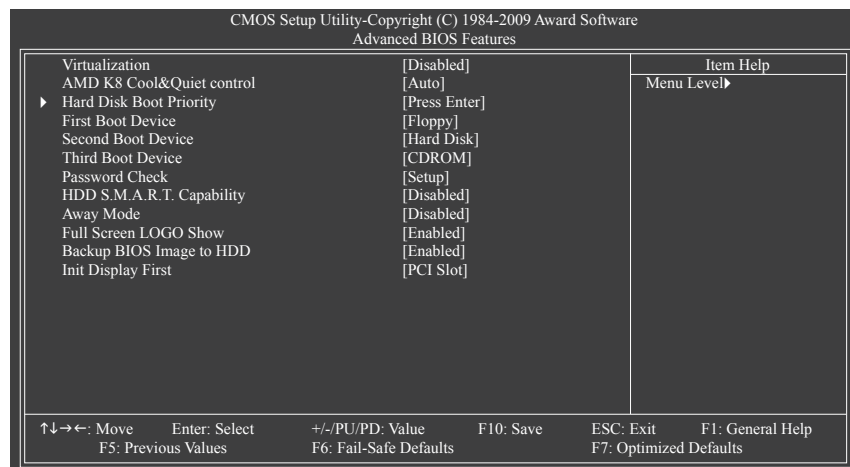 CMOS Setup Utility-Copyright (C) 1984-2009 Award Software
Advanced BIOS Features
Virtualization [Disabled] Item Help
AMD K8 Cool&Quiet control [Auto] Menu Level▶
▶ Hard Disk Boot Priority [Press Enter]
First Boot Device [Floppy]
Second Boot Device [Hard Disk]
Third Boot Device [CDROM]
Password Check [Setup]
HDD S.M.A.R.T. Capability [Disabled]
Away Mode [Disabled]
Full Screen LOGO Show [Enabled]
Backup BIOS Image to HDD [Enabled]
Init Display First [PCI Slot]
↑↓→←: Move Enter: Select +/-/PU/PD: Value F10: Save ESC: Exit F1: General Help
F5: Previous Values F6: Fail-Safe Defaults F7: Optimized Defaults